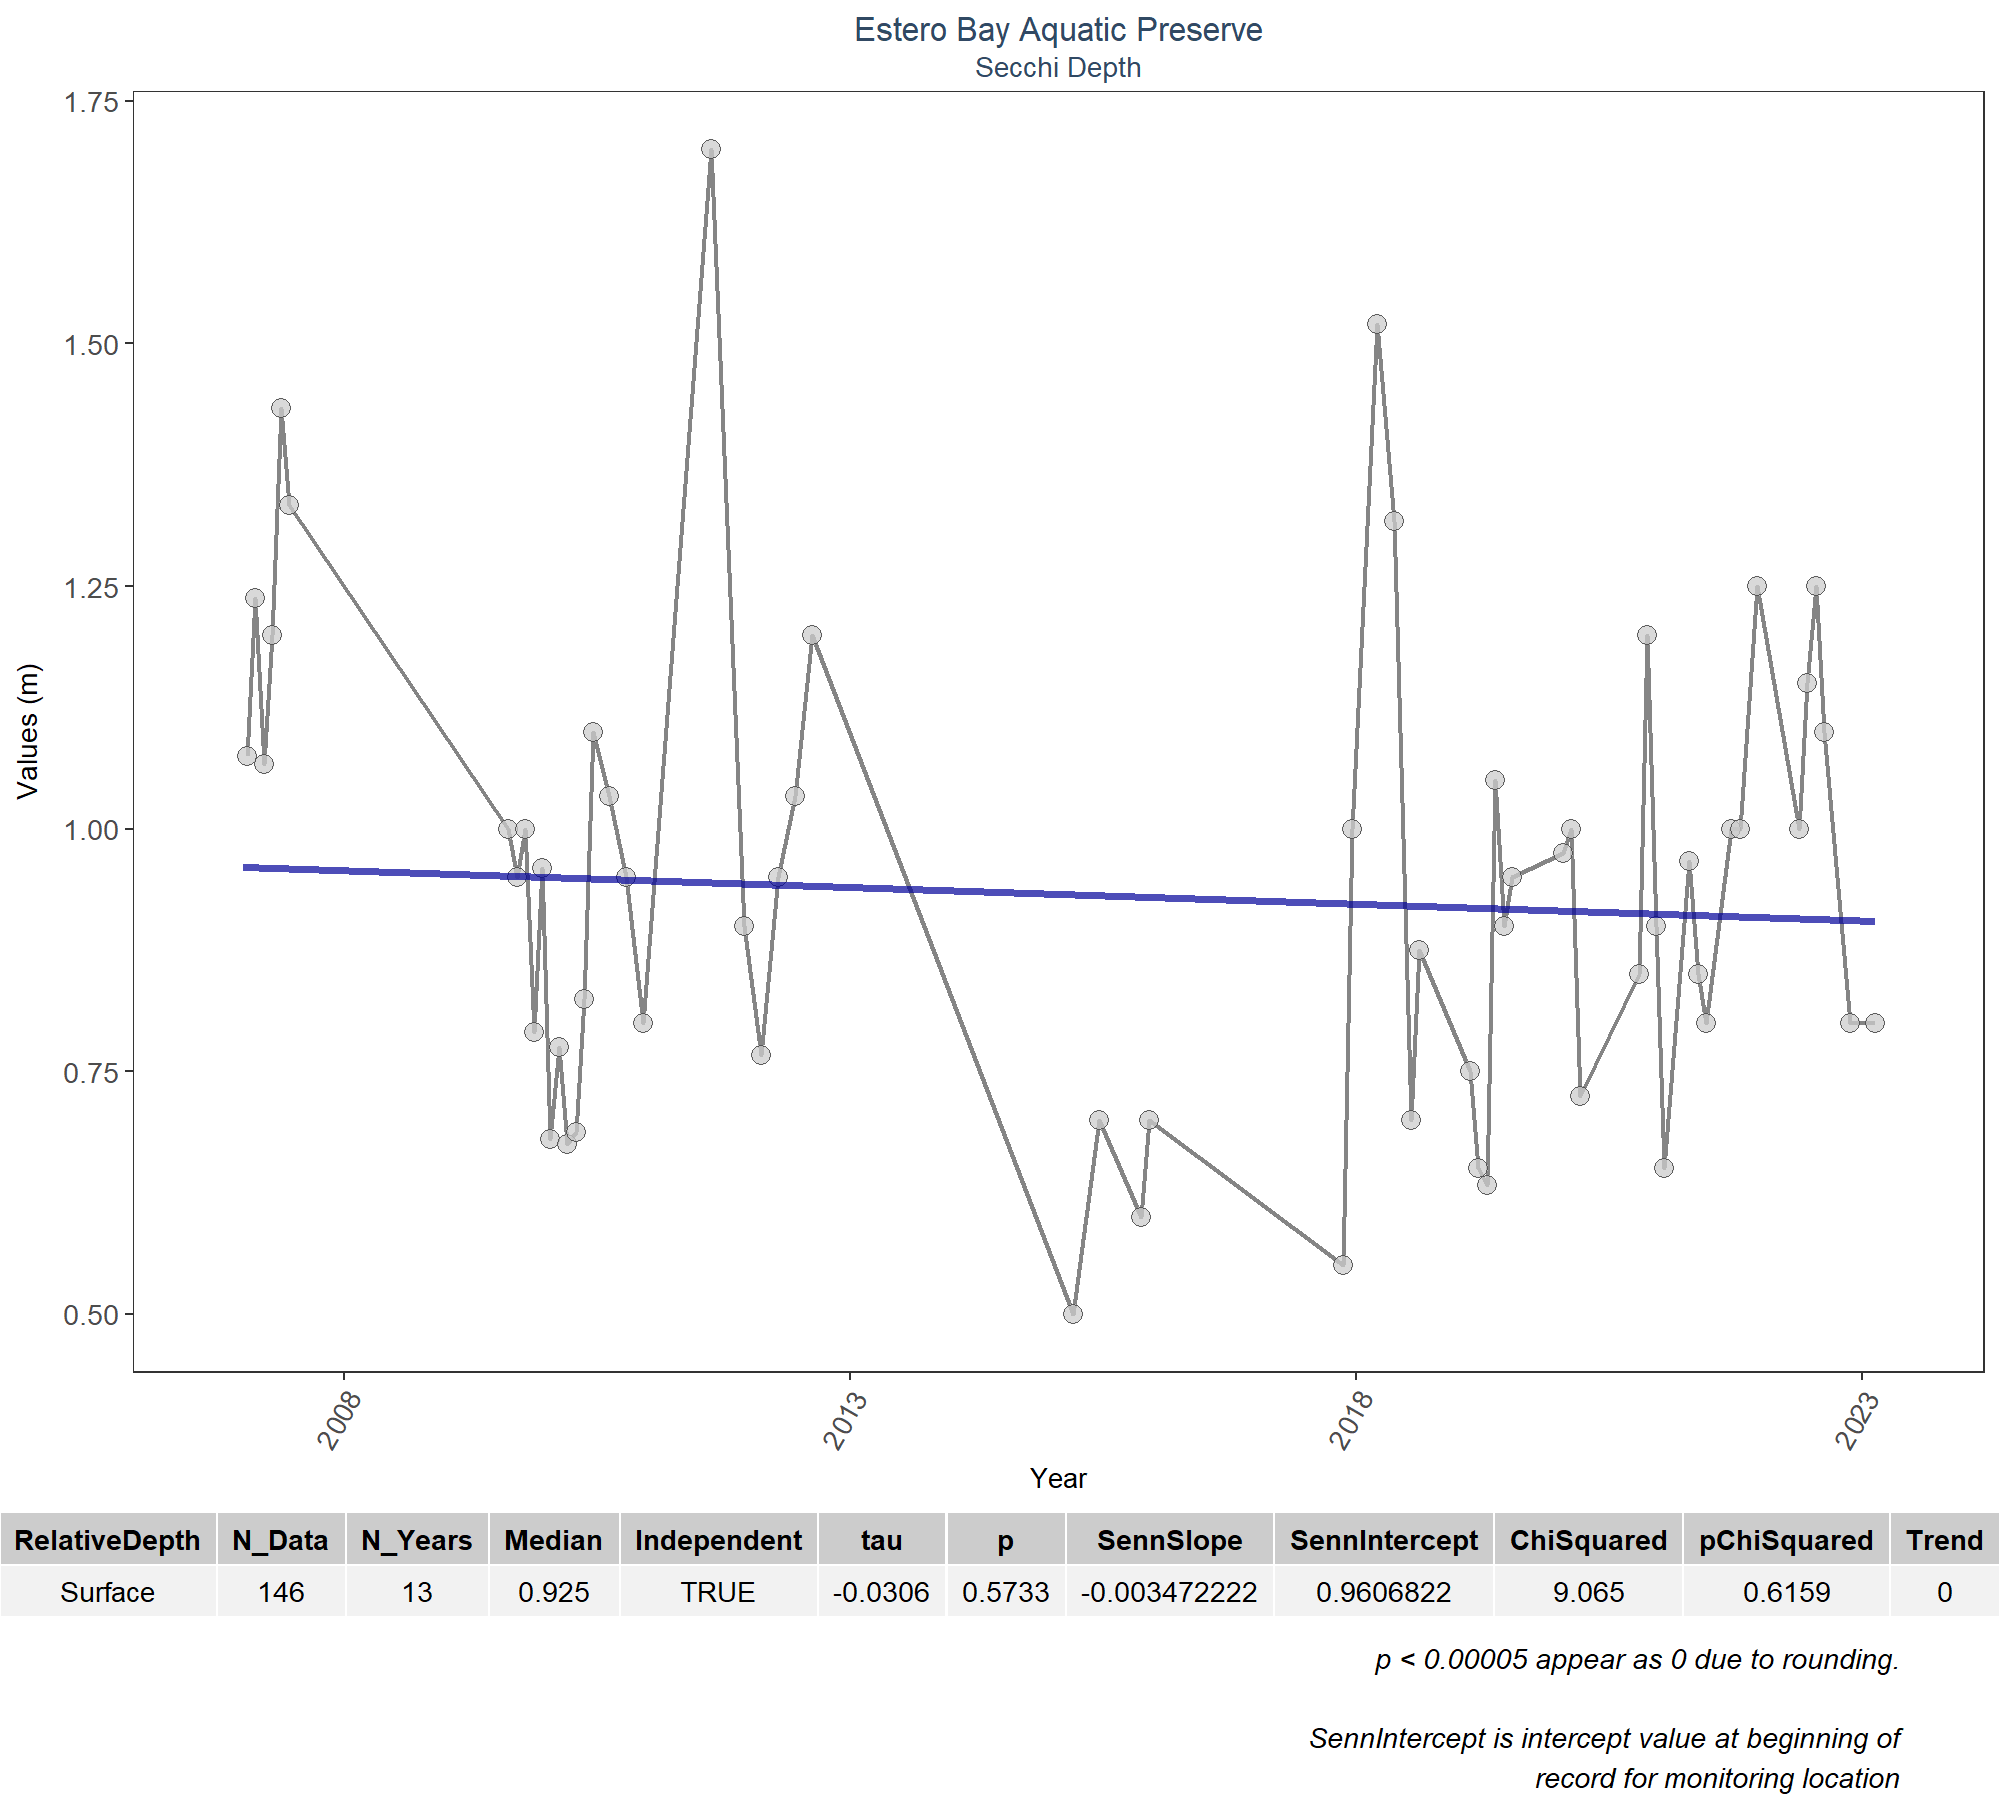 Estero Bay Aquatic Preserve
Secchi Depth
1.75
1.50
1.25
1.00
0.75
0.50
Values (m)
2008 2013 2018 2023
Year
RelativeDepth N_Data N_Years Median Independent tau p SennSlope SennIntercept ChiSquared pChiSquared Trend
Surface 146 13 0.925 TRUE -0.0306 0.5733 -0.003472222 0.9606822 9.065 0.6159 0
p < 0.00005 appear as 0 due to rounding.
SennIntercept is intercept value at beginning of
record for monitoring location